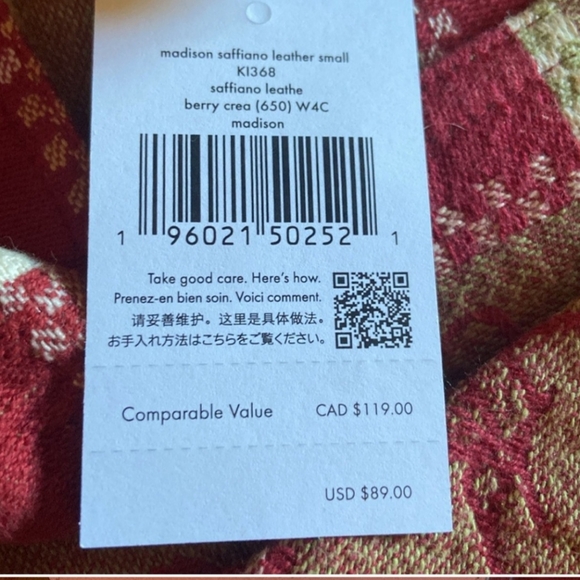 madison saffiano leather small
KI368
saffiano leathe
berry crea (650) W4C
madison
1 96021 50252 1
Take good care. Here's how.
Prenez-en bien soin. Voici comment.
请妥善维护。这里是具体做法。
お手入れ方法はこちらをご覧ください。
Comparable Value CAD $119.00
USD $89.00